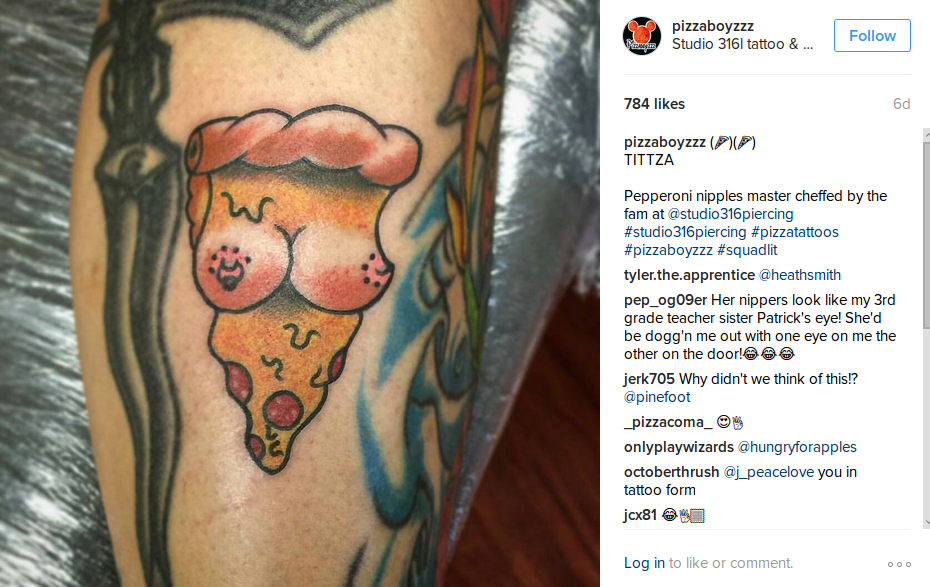 pizzaboyzzz
Studio 316l tattoo & ...
Follow
784 likes
6d
pizzaboyzzz (🍕)(🍕)
TITTZA
Pepperoni nipples master cheffed by the
fam at @studio316piercing
#studio316piercing #pizzatattoos
#pizzaboyzzz #squadlit
tyler.the.apprentice @heathsmith
pep_og09er Her nippers look like my 3rd
grade teacher sister Patrick's eye! She'd
be dogg'n me out with one eye on me the
other on the door!😂😂😂
jerk705 Why didn't we think of this!?
@pinefoot
_pizzacoma_ 😍👌
onlyplaywizards @hungryforapples
octoberthrush @j_peacelove you in
tattoo form
jcx81 😂👌🏼
Log in to like or comment.